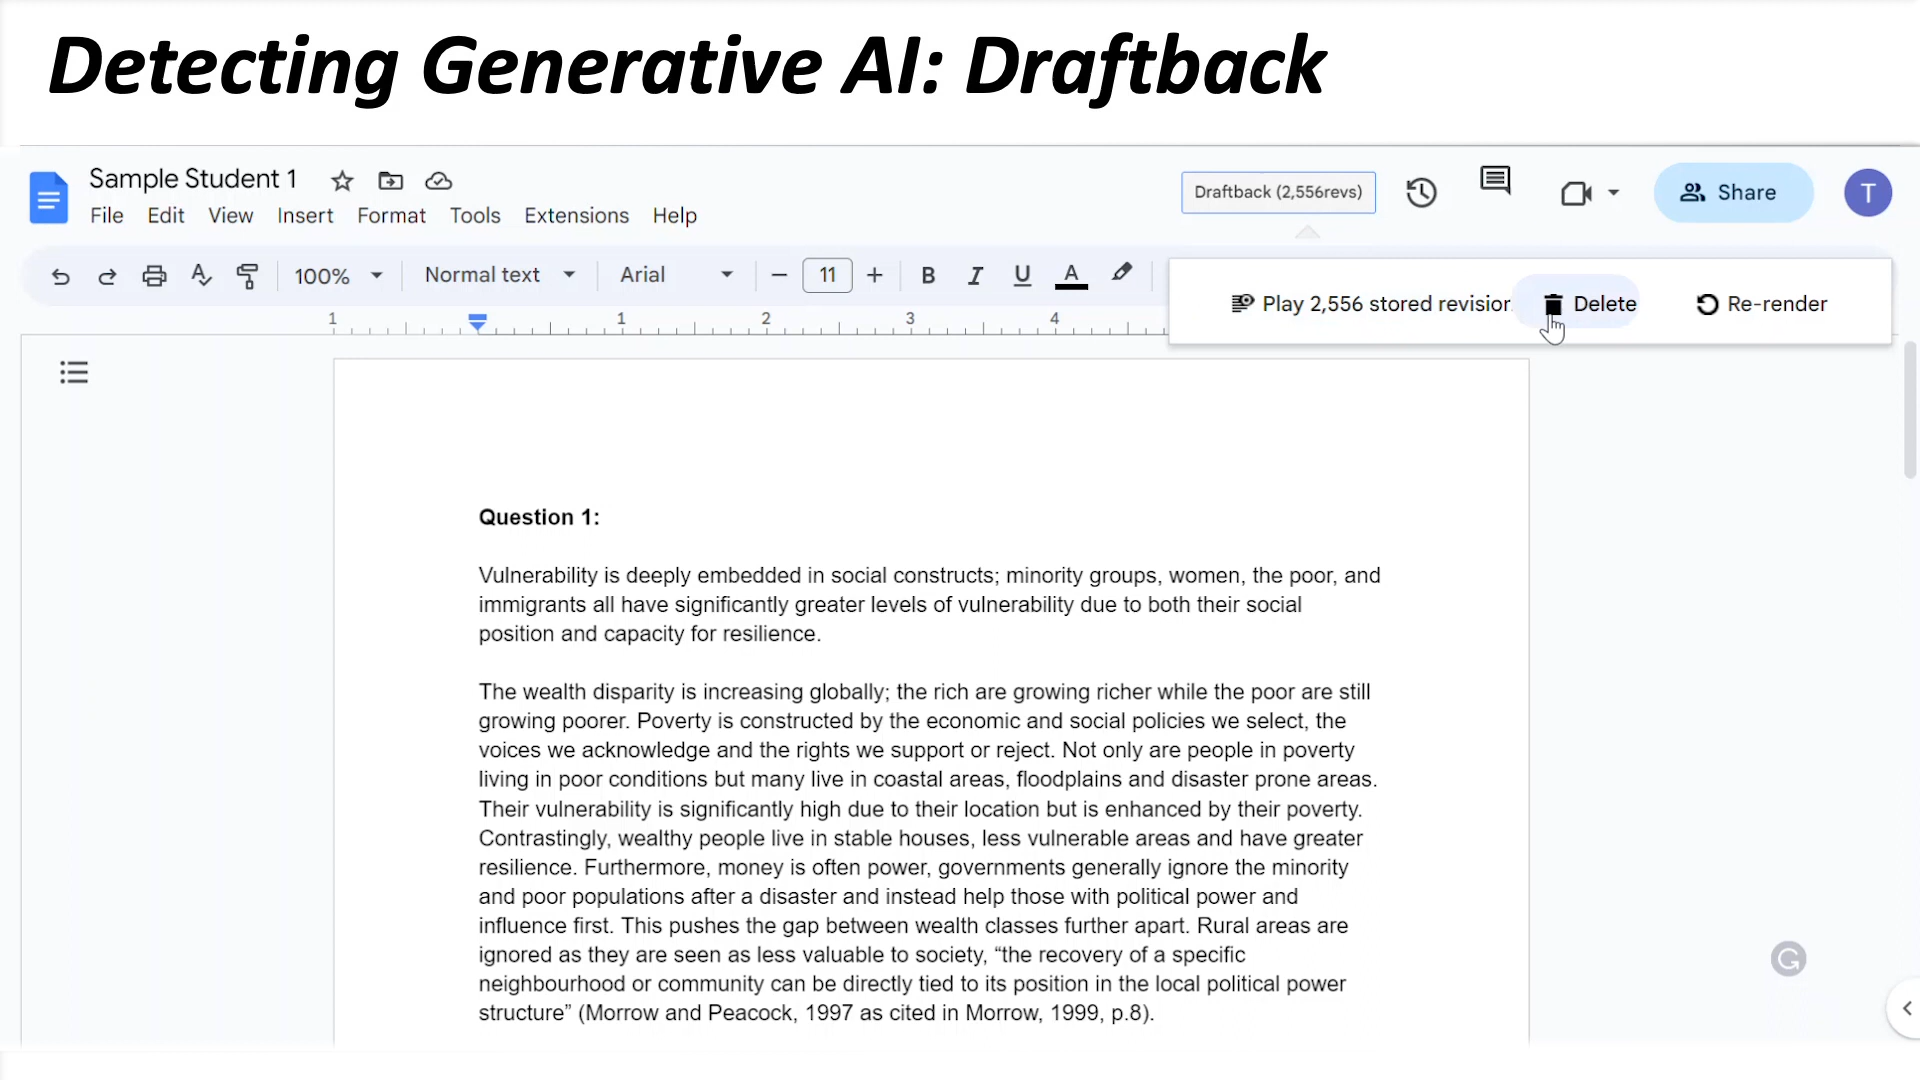 Detecting Generative AI: Draftback
Sample Student 1
File Edit View Insert Format Tools Extensions Help
Draftback (2,556revs)
Share
T
100% Normal text Arial 11 B I U A
Play 2,556 stored revision
Delete
Re-render
1 1 2 3 4
Question 1:
Vulnerability is deeply embedded in social constructs; minority groups, women, the poor, and
immigrants all have significantly greater levels of vulnerability due to both their social
position and capacity for resilience.
The wealth disparity is increasing globally; the rich are growing richer while the poor are still
growing poorer. Poverty is constructed by the economic and social policies we select, the
voices we acknowledge and the rights we support or reject. Not only are people in poverty
living in poor conditions but many live in coastal areas, floodplains and disaster prone areas.
Their vulnerability is significantly high due to their location but is enhanced by their poverty.
Contrastingly, wealthy people live in stable houses, less vulnerable areas and have greater
resilience. Furthermore, money is often power, governments generally ignore the minority
and poor populations after a disaster and instead help those with political power and
influence first. This pushes the gap between wealth classes further apart. Rural areas are
ignored as they are seen as less valuable to society, “the recovery of a specific
neighbourhood or community can be directly tied to its position in the local political power
structure” (Morrow and Peacock, 1997 as cited in Morrow, 1999, p.8).